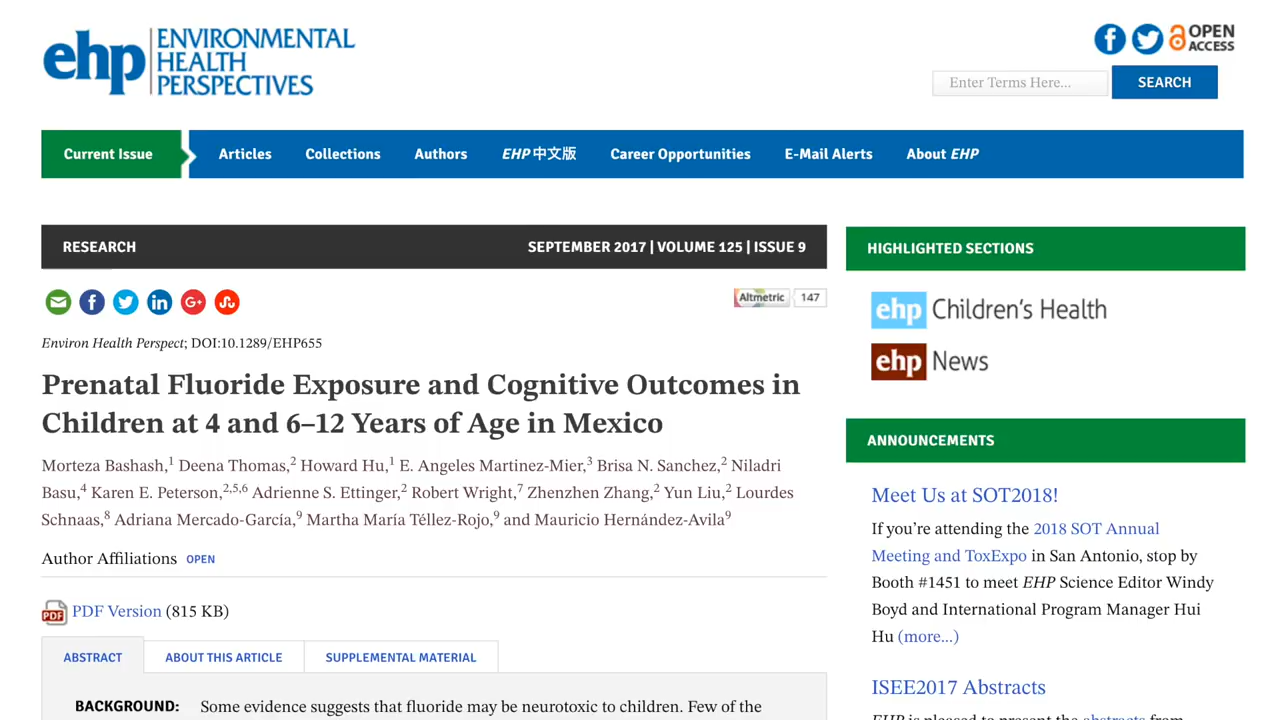 ehp ENVIRONMENTAL
HEALTH
PERSPECTIVES
OPEN
ACCESS
Enter Terms Here...
SEARCH
Current Issue
Articles
Collections
Authors
EHP 中文版
Career Opportunities
E-Mail Alerts
About EHP
RESEARCH
SEPTEMBER 2017 | VOLUME 125 | ISSUE 9
Altmetric 147
Environ Health Perspect; DOI:10.1289/EHP655
Prenatal Fluoride Exposure and Cognitive Outcomes in
Children at 4 and 6–12 Years of Age in Mexico
Morteza Bashash,1 Deena Thomas,2 Howard Hu,1 E. Angeles Martinez-Mier,3 Brisa N. Sanchez,2 Niladri
Basu,4 Karen E. Peterson,2,5,6 Adrienne S. Ettinger,2 Robert Wright,7 Zhenzhen Zhang,2 Yun Liu,2 Lourdes
Schnaas,8 Adriana Mercado-García,9 Martha María Téllez-Rojo,9 and Mauricio Hernández-Avila9
Author Affiliations OPEN
PDF PDF Version (815 KB)
ABSTRACT
ABOUT THIS ARTICLE
SUPPLEMENTAL MATERIAL
BACKGROUND: Some evidence suggests that fluoride may be neurotoxic to children. Few of the
HIGHLIGHTED SECTIONS
ehp Children's Health
ehp News
ANNOUNCEMENTS
Meet Us at SOT2018!
If you're attending the 2018 SOT Annual
Meeting and ToxExpo in San Antonio, stop by
Booth #1451 to meet EHP Science Editor Windy
Boyd and International Program Manager Hui
Hu (more...)
ISEE2017 Abstracts
EHP is pleased to present the abstracts from